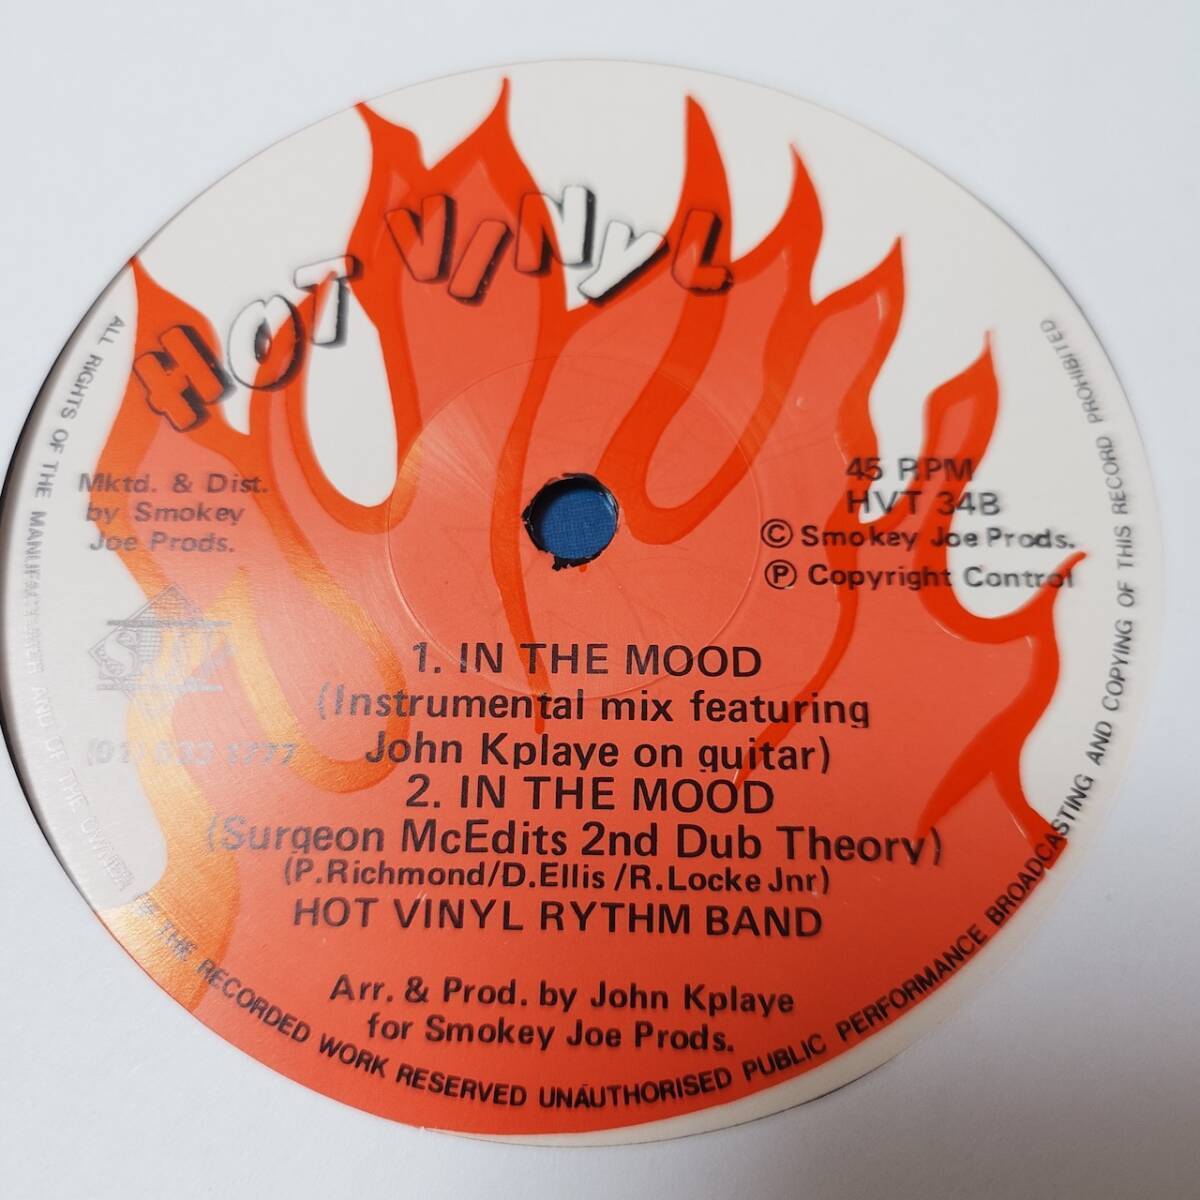 HOT VINYL
Mktd. & Dist.
by Smokey
Joe Prods.
45 RPM
HVT 34B
© Smokey Joe Prods.
℗ Copyright Control
1. IN THE MOOD
(Instrumental mix featuring
John Kplaye on guitar)
2. IN THE MOOD
(Surgeon McEdits 2nd Dub Theory)
(P.Richmond/D.Ellis/R.Locke Jnr)
HOT VINYL RYTHM BAND
Arr. & Prod. by John Kplaye
for Smokey Joe Prods.
ALL RIGHTS OF THE MANUFACTURER AND OF THE OWNER OF THE RECORDED WORK RESERVED UNAUTHORISED PUBLIC PERFORMANCE BROADCASTING AND COPYING OF THIS RECORD PROHIBITED